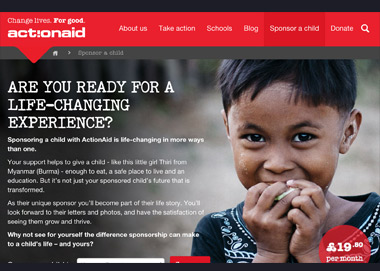 Change lives. For good.
act!onaid
About us
Take action
Schools
Blog
Sponsor a child
Donate
> Sponsor a child
ARE YOU READY FOR A
LIFE-CHANGING
EXPERIENCE?
Sponsoring a child with ActionAid is life-changing in more ways
than one.
Your support helps to give a child - like this little girl Thiri from
Myanmar (Burma) - enough to eat, a safe place to live and an
education. But it's not just your sponsored child's future that is
transformed.
As their unique sponsor you'll become part of their life story. You'll
look forward to their letters and photos, and have the satisfaction of
seeing them grow and thrive.
Why not see for yourself the difference sponsorship can make
to a child's life – and yours?
£19.80
per month